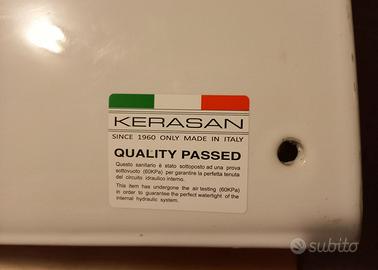 KERASAN
SINCE 1960 ONLY MADE IN ITALY
QUALITY PASSED
Questo sanitario è stato sottoposto ad una prova
sottovuoto (60KPa) per garantire la perfetta tenuta
del circuito idraulico interno.
This item has undergone the air testing (60KPa)
in order to guarantee the perfect watertight of the
internal hydraulic system.
subito